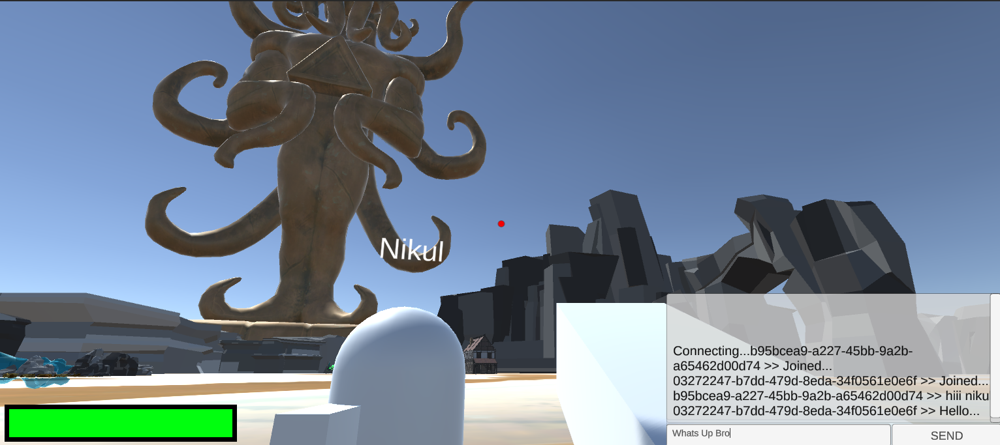 Nikul
Connecting...b95bcea9-a227-45bb-9a2b-
a65462d00d74 >> Joined...
03272247-b7dd-479d-8eda-34f0561e0e6f >> Joined...
b95bcea9-a227-45bb-9a2b-a65462d00d74 >> hiii niku
03272247-b7dd-479d-8eda-34f0561e0e6f >> Hello...
Whats Up Bro
SEND